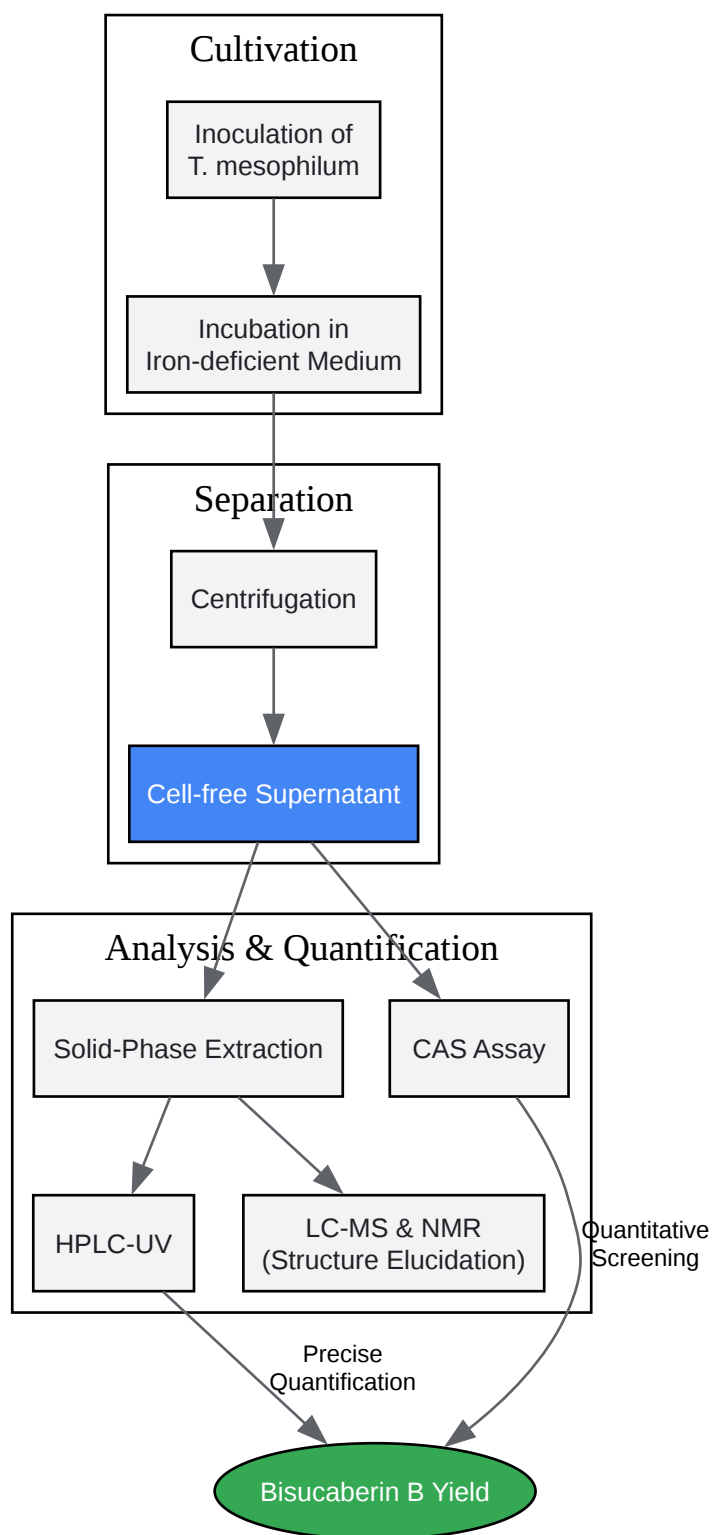 Cultivation
Inoculation of
T. mesophilum
Incubation in
Iron-deficient Medium
Separation
Centrifugation
Cell-free Supernatant
Analysis & Quantification
Solid-Phase Extraction
CAS Assay
HPLC-UV
LC-MS & NMR
(Structure Elucidation)
Quantitative
Screening
Precise
Quantification
Bisucaberin B Yield